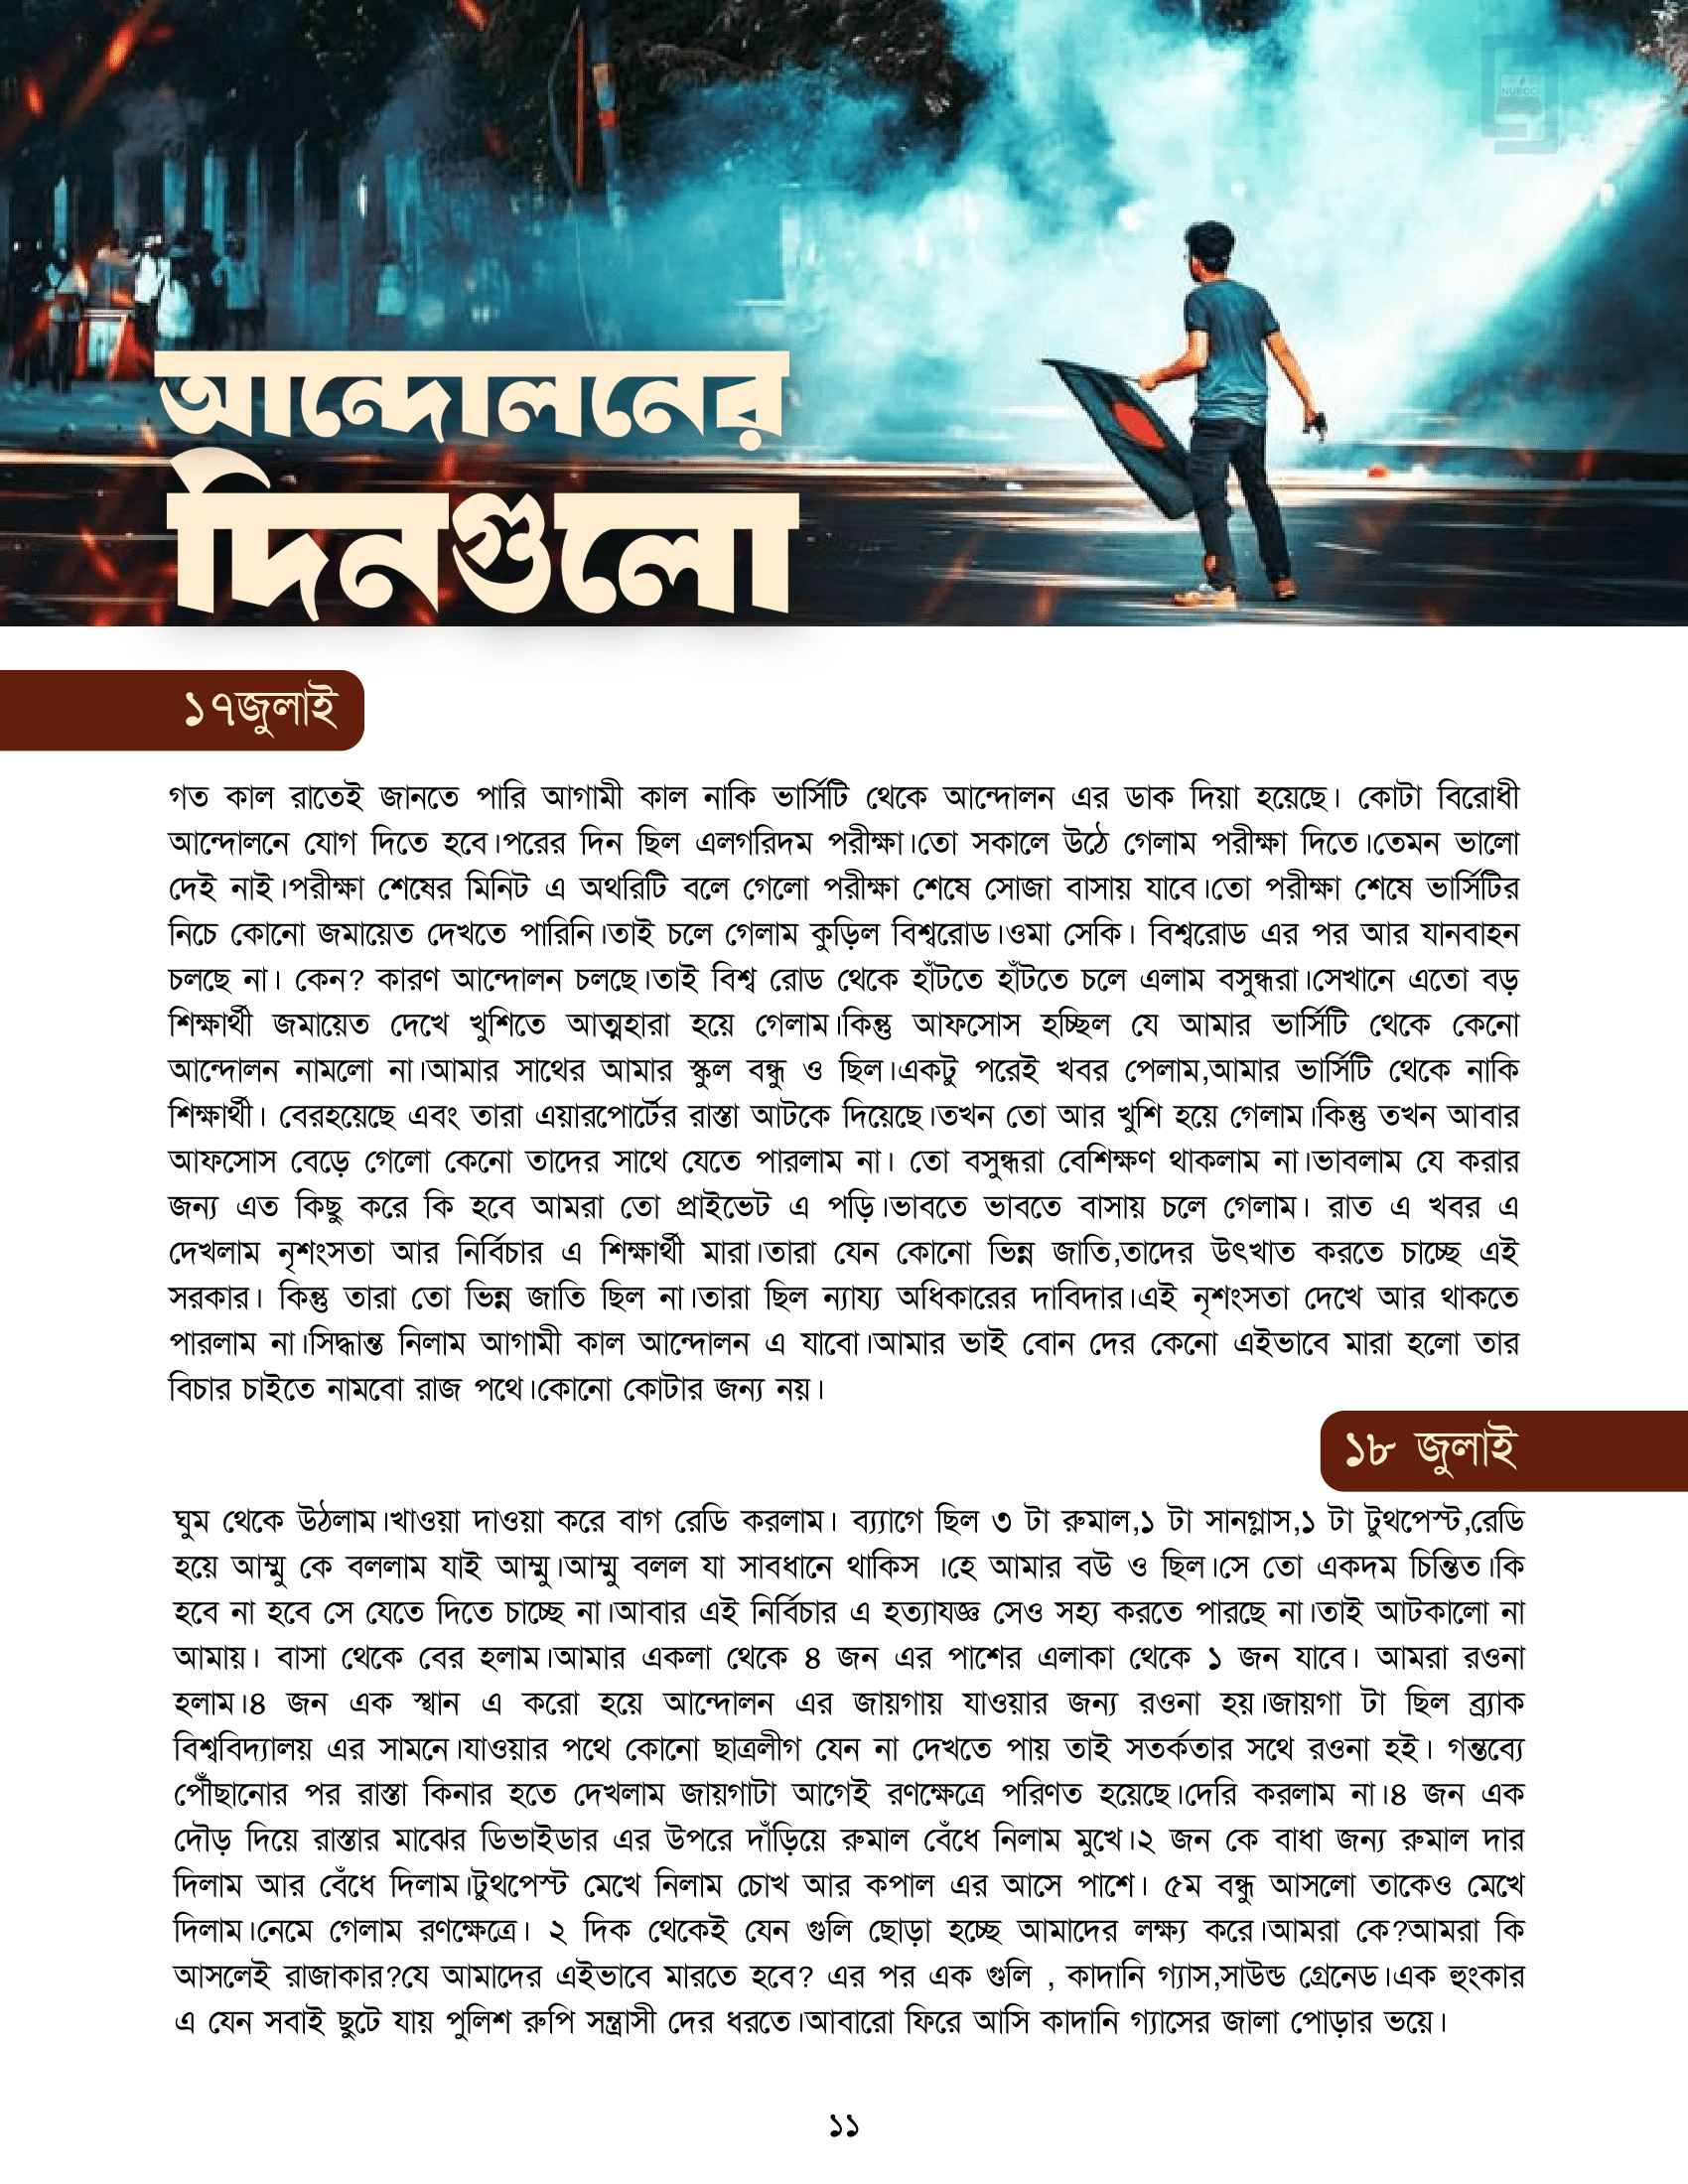 NUBCC
আন্দোলনের
দিনগুলো
১৭জুলাই
গত কাল রাতেই জানতে পারি আগামী কাল নাকি ভার্সিটি থেকে আন্দোলন এর ডাক দিয়া হয়েছে। কোটা বিরোধী
আন্দোলনে যোগ দিতে হবে।পরের দিন ছিল এলগরিদম পরীক্ষা।তো সকালে উঠে গেলাম পরীক্ষা দিতে।তেমন ভালো
দেই নাই।পরীক্ষা শেষের মিনিট এ অথরিটি বলে গেলো পরীক্ষা শেষে সোজা বাসায় যাবে।তো পরীক্ষা শেষে ভার্সিটির
নিচে কোনো জমায়েত দেখতে পারিনি।তাই চলে গেলাম কুড়িল বিশ্বরোড।ওমা সেকি। বিশ্বরোড এর পর আর যানবাহন
চলছে না। কেন? কারণ আন্দোলন চলছে।তাই বিশ্ব রোড থেকে হাঁটতে হাঁটতে চলে এলাম বসুন্ধরা।সেখানে এতো বড়
শিক্ষার্থী জমায়েত দেখে খুশিতে আত্মহারা হয়ে গেলাম।কিন্তু আফসোস হচ্ছিল যে আমার ভার্সিটি থেকে কেনো
আন্দোলন নামলো না।আমার সাথের আমার স্কুল বন্ধু ও ছিল।একটু পরেই খবর পেলাম,আমার ভার্সিটি থেকে নাকি
শিক্ষার্থী। বেরহয়েছে এবং তারা এয়ারপোর্টের রাস্তা আটকে দিয়েছে।তখন তো আর খুশি হয়ে গেলাম।কিন্তু তখন আবার
আফসোস বেড়ে গেলো কেনো তাদের সাথে যেতে পারলাম না। তো বসুন্ধরা বেশিক্ষণ থাকলাম না।ভাবলাম যে করার
জন্য এত কিছু করে কি হবে আমরা তো প্রাইভেট এ পড়ি।ভাবতে ভাবতে বাসায় চলে গেলাম। রাত এ খবর এ
দেখলাম নৃশংসতা আর নির্বিচার এ শিক্ষার্থী মারা।তারা যেন কোনো ভিন্ন জাতি,তাদের উৎখাত করতে চাচ্ছে এই
সরকার। কিন্তু তারা তো ভিন্ন জাতি ছিল না।তারা ছিল ন্যায্য অধিকারের দাবিদার।এই নৃশংসতা দেখে আর থাকতে
পারলাম না।সিদ্ধান্ত নিলাম আগামী কাল আন্দোলন এ যাবো।আমার ভাই বোন দের কেনো এইভাবে মারা হলো তার
বিচার চাইতে নামবো রাজ পথে।কোনো কোটার জন্য নয়।
১৮ জুলাই
ঘুম থেকে উঠলাম।খাওয়া দাওয়া করে বাগ রেডি করলাম। ব্য্যাগে ছিল ৩ টা রুমাল,১ টা সানগ্লাস,১ টা টুথপেস্ট,রেডি
হয়ে আম্মু কে বললাম যাই আম্মু।আম্মু বলল যা সাবধানে থাকিস ।হে আমার বউ ও ছিল।সে তো একদম চিন্তিত।কি
হবে না হবে সে যেতে দিতে চাচ্ছে না।আবার এই নির্বিচার এ হত্যাযজ্ঞ সেও সহ্য করতে পারছে না।তাই আটকালো না
আমায়। বাসা থেকে বের হলাম।আমার একলা থেকে ৪ জন এর পাশের এলাকা থেকে ১ জন যাবে। আমরা রওনা
হলাম।৪ জন এক স্থান এ করো হয়ে আন্দোলন এর জায়গায় যাওয়ার জন্য রওনা হয়।জায়গা টা ছিল ব্র্যাক
বিশ্ববিদ্যালয় এর সামনে।যাওয়ার পথে কোনো ছাত্রলীগ যেন না দেখতে পায় তাই সতর্কতার সথে রওনা হই। গন্তব্যে
পৌঁছানোর পর রাস্তা কিনার হতে দেখলাম জায়গাটা আগেই রণক্ষেত্রে পরিণত হয়েছে।দেরি করলাম না।৪ জন এক
দৌড় দিয়ে রাস্তার মাঝের ডিভাইডার এর উপরে দাঁড়িয়ে রুমাল বেঁধে নিলাম মুখে।২ জন কে বাধা জন্য রুমাল দার
দিলাম আর বেঁধে দিলাম।টুথপেস্ট মেখে নিলাম চোখ আর কপাল এর আসে পাশে। ৫ম বন্ধু আসলো তাকেও মেখে
দিলাম।নেমে গেলাম রণক্ষেত্রে। ২ দিক থেকেই যেন গুলি ছোড়া হচ্ছে আমাদের লক্ষ্য করে।আমরা কে?আমরা কি
আসলেই রাজাকার?যে আমাদের এইভাবে মারতে হবে? এর পর এক গুলি , কাদানি গ্যাস,সাউন্ড গ্রেনেড।এক হুংকার
এ যেন সবাই ছুটে যায় পুলিশ রুপি সন্ত্রাসী দের ধরতে।আবারো ফিরে আসি কাদানি গ্যাসের জালা পোড়ার ভয়ে।
১১